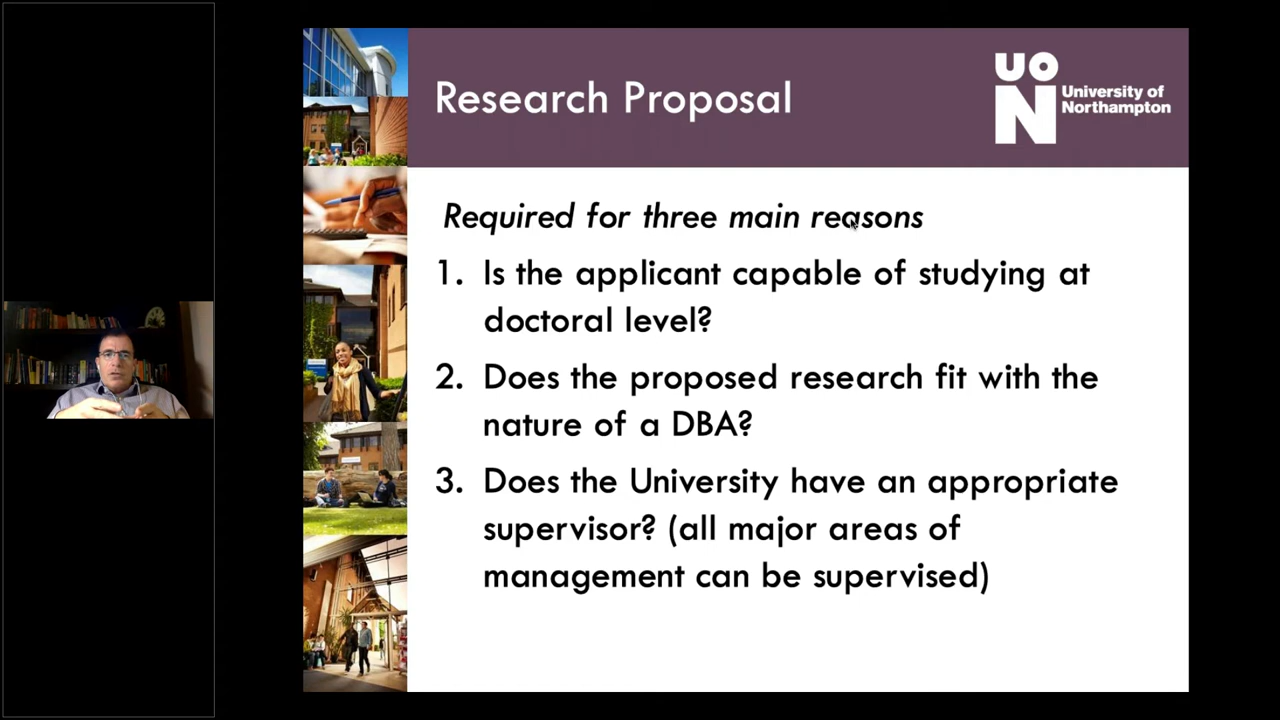 Research Proposal
UO
N
University of
Northampton
Required for three main reasons
1. Is the applicant capable of studying at
doctoral level?
2. Does the proposed research fit with the
nature of a DBA?
3. Does the University have an appropriate
supervisor? (all major areas of
management can be supervised)